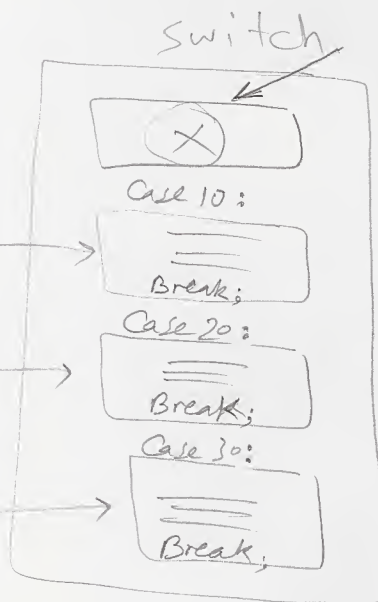 switch
X
Case 10:
Break;
Case 20:
Break;
Case 30:
Break;